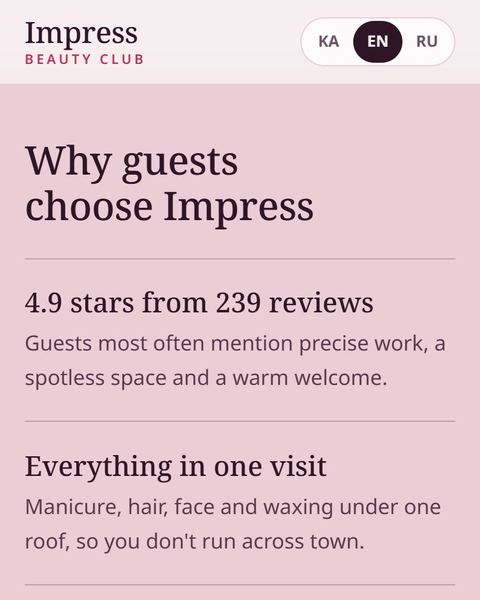 Impress
BEAUTY CLUB
KA EN RU
Why guests
choose Impress
4.9 stars from 239 reviews
Guests most often mention precise work, a
spotless space and a warm welcome.
Everything in one visit
Manicure, hair, face and waxing under one
roof, so you don't run across town.